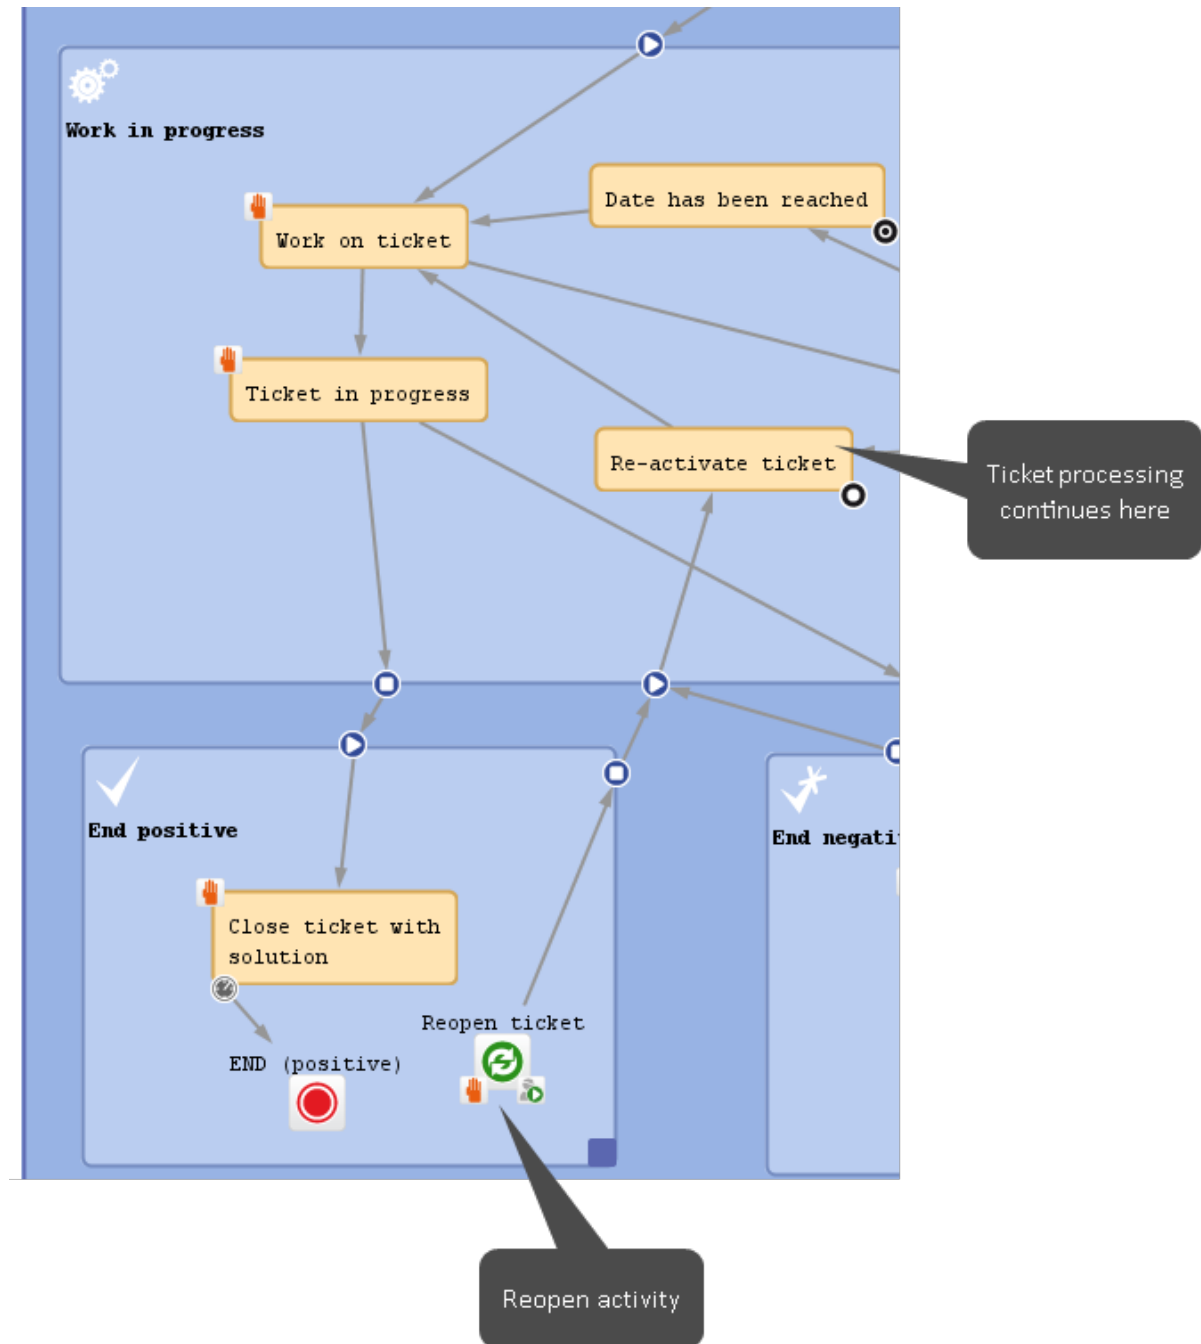 Work in progress
Date has been reached
Work on ticket
Ticket in progress
Re-activate ticket
Ticket processing
continues here
End positive
End negati
Close ticket with
solution
Reopen ticket
END (positive)
Reopen activity